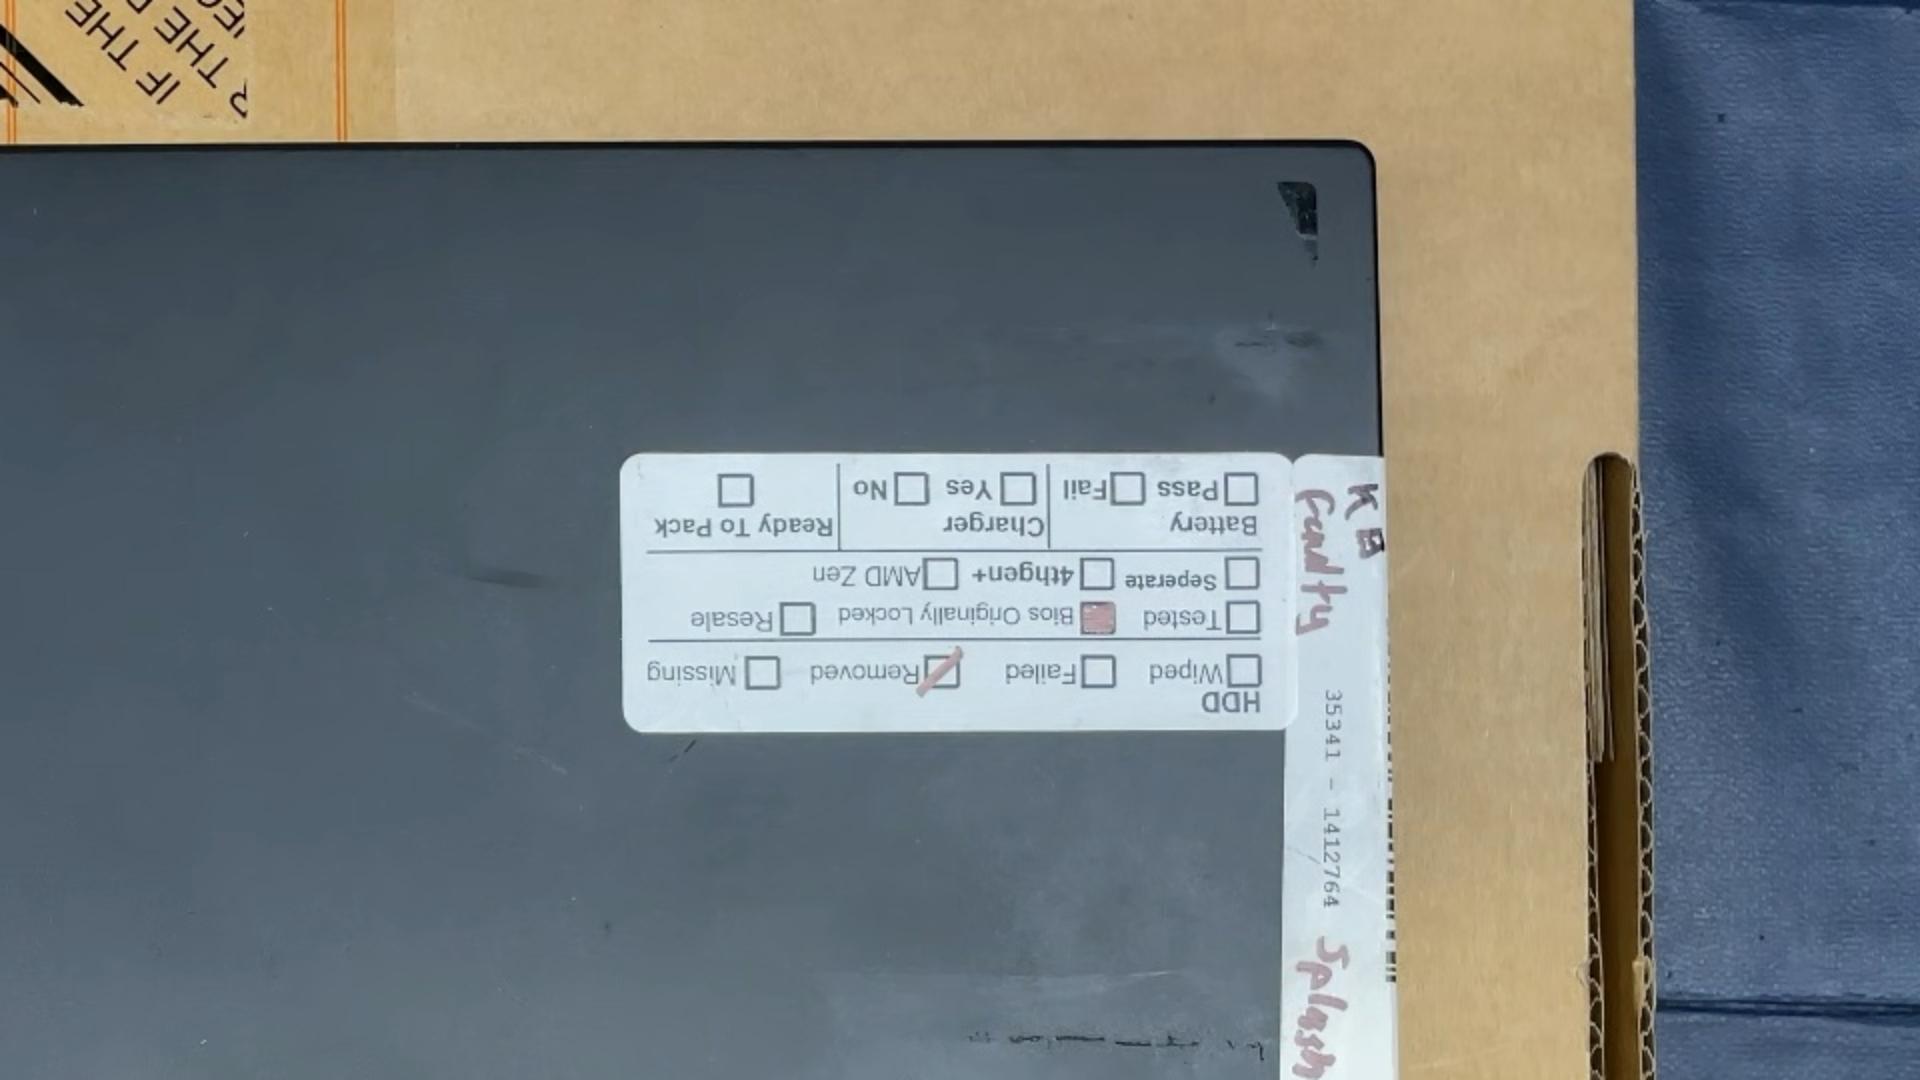 HDD
Wiped Failed Removed Missing
Tested Bios Originally Locked Resale
Seperate 4thgen+ AMD Zen
Battery Charger Ready To Pack
Pass Fail Yes No
KB
Faulty
35341 - 1412764 Splash
IF THE
THE